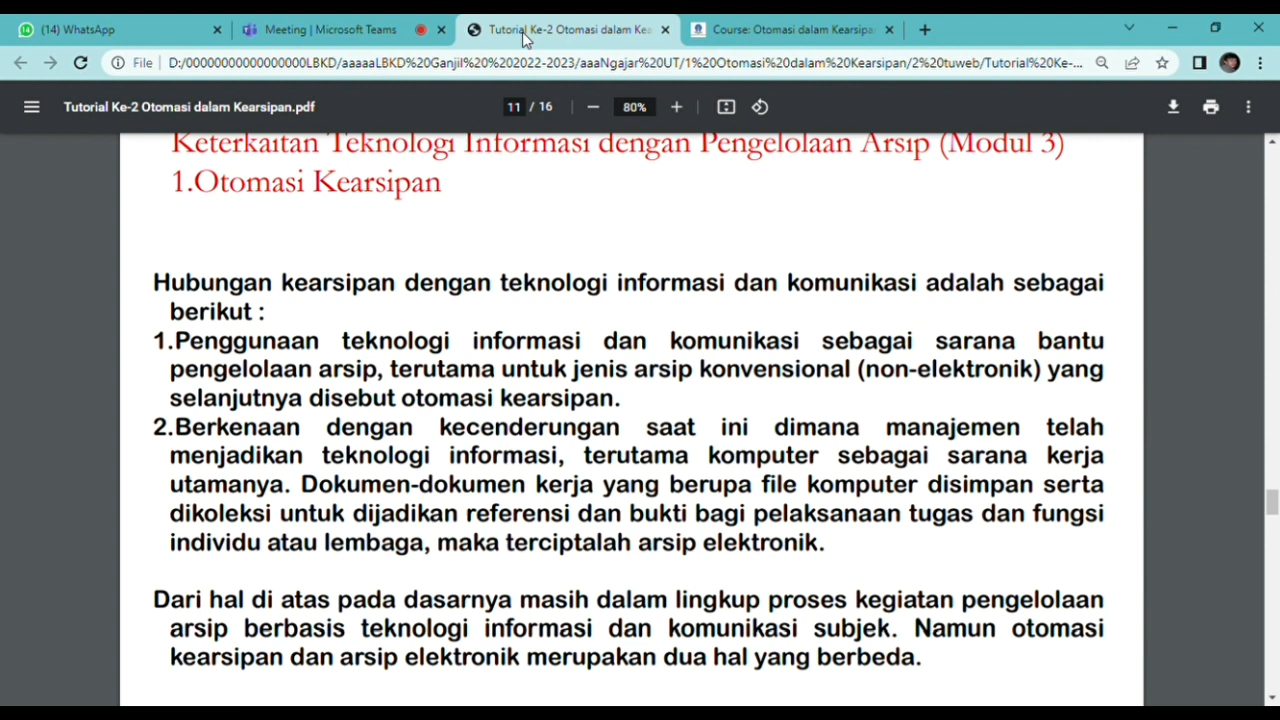 (14) WhatsApp
Meeting | Microsoft Teams
Tutorial Ke-2 Otomasi dalam Kea
Course: Otomasi dalam Kearsipa
File
D:/00000000000000000LBKD/aaaaaLBKD%20Ganjil%20%202022-2023/aaaNgajar%20UT/1%20Otomasi%20dalam%20Kearsipan/2%20tuweb/Tutorial%20Ke-...
Tutorial Ke-2 Otomasi dalam Kearsipan.pdf
11 / 16
80%
Keterkaitan Teknologi Informasi dengan Pengelolaan Arsip (Modul 3)
1.Otomasi Kearsipan
Hubungan kearsipan dengan teknologi informasi dan komunikasi adalah sebagai
berikut :
1.Penggunaan teknologi informasi dan komunikasi sebagai sarana bantu
pengelolaan arsip, terutama untuk jenis arsip konvensional (non-elektronik) yang
selanjutnya disebut otomasi kearsipan.
2.Berkenaan dengan kecenderungan saat ini dimana manajemen telah
menjadikan teknologi informasi, terutama komputer sebagai sarana kerja
utamanya. Dokumen-dokumen kerja yang berupa file komputer disimpan serta
dikoleksi untuk dijadikan referensi dan bukti bagi pelaksanaan tugas dan fungsi
individu atau lembaga, maka terciptalah arsip elektronik.
Dari hal di atas pada dasarnya masih dalam lingkup proses kegiatan pengelolaan
arsip berbasis teknologi informasi dan komunikasi subjek. Namun otomasi
kearsipan dan arsip elektronik merupakan dua hal yang berbeda.